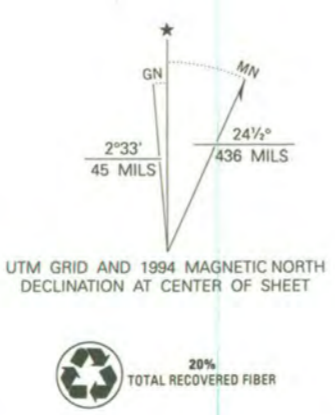 ★
GN
MN
2°33'
45 MILS
24½°
436 MILS
UTM GRID AND 1994 MAGNETIC NORTH
DECLINATION AT CENTER OF SHEET
20%
TOTAL RECOVERED FIBER